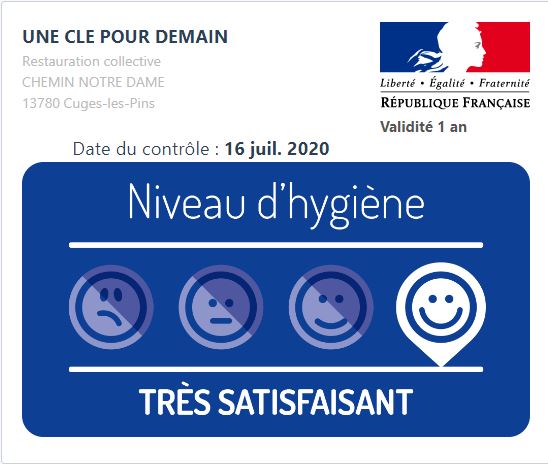 UNE CLE POUR DEMAIN
Restauration collective
CHEMIN NOTRE DAME
13780 Cuges-les-Pins
Liberté • Égalité • Fraternité
RÉPUBLIQUE FRANÇAISE
Validité 1 an
Date du contrôle : 16 juil. 2020
Niveau d'hygiène
TRÈS SATISFAISANT